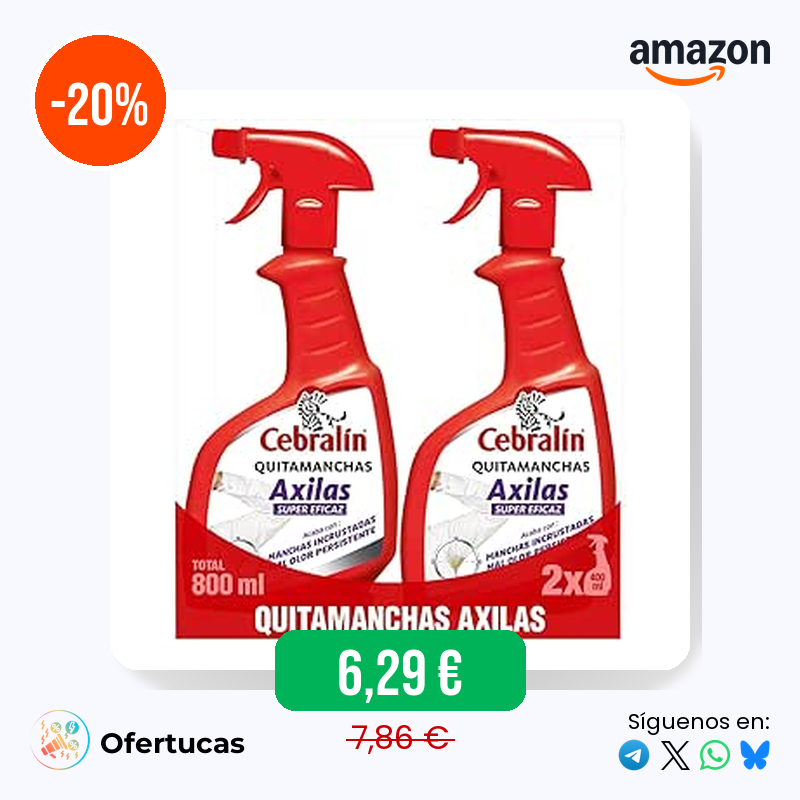 -20%
amazon
Cebralín
QUITAMANCHAS
Axilas
SUPER EFICAZ
Acaba con:
MANCHAS INCRUSTADAS
MAL OLOR PERSISTENTE
Cebralín
QUITAMANCHAS
Axilas
SUPER EFICAZ
Acaba con:
MANCHAS INCRUSTADAS
MAL OLOR
TOTAL
800 ml
2x
400
ml
QUITAMANCHAS AXILAS
6,29 €
7,86 €
Ofertucas
Síguenos en: